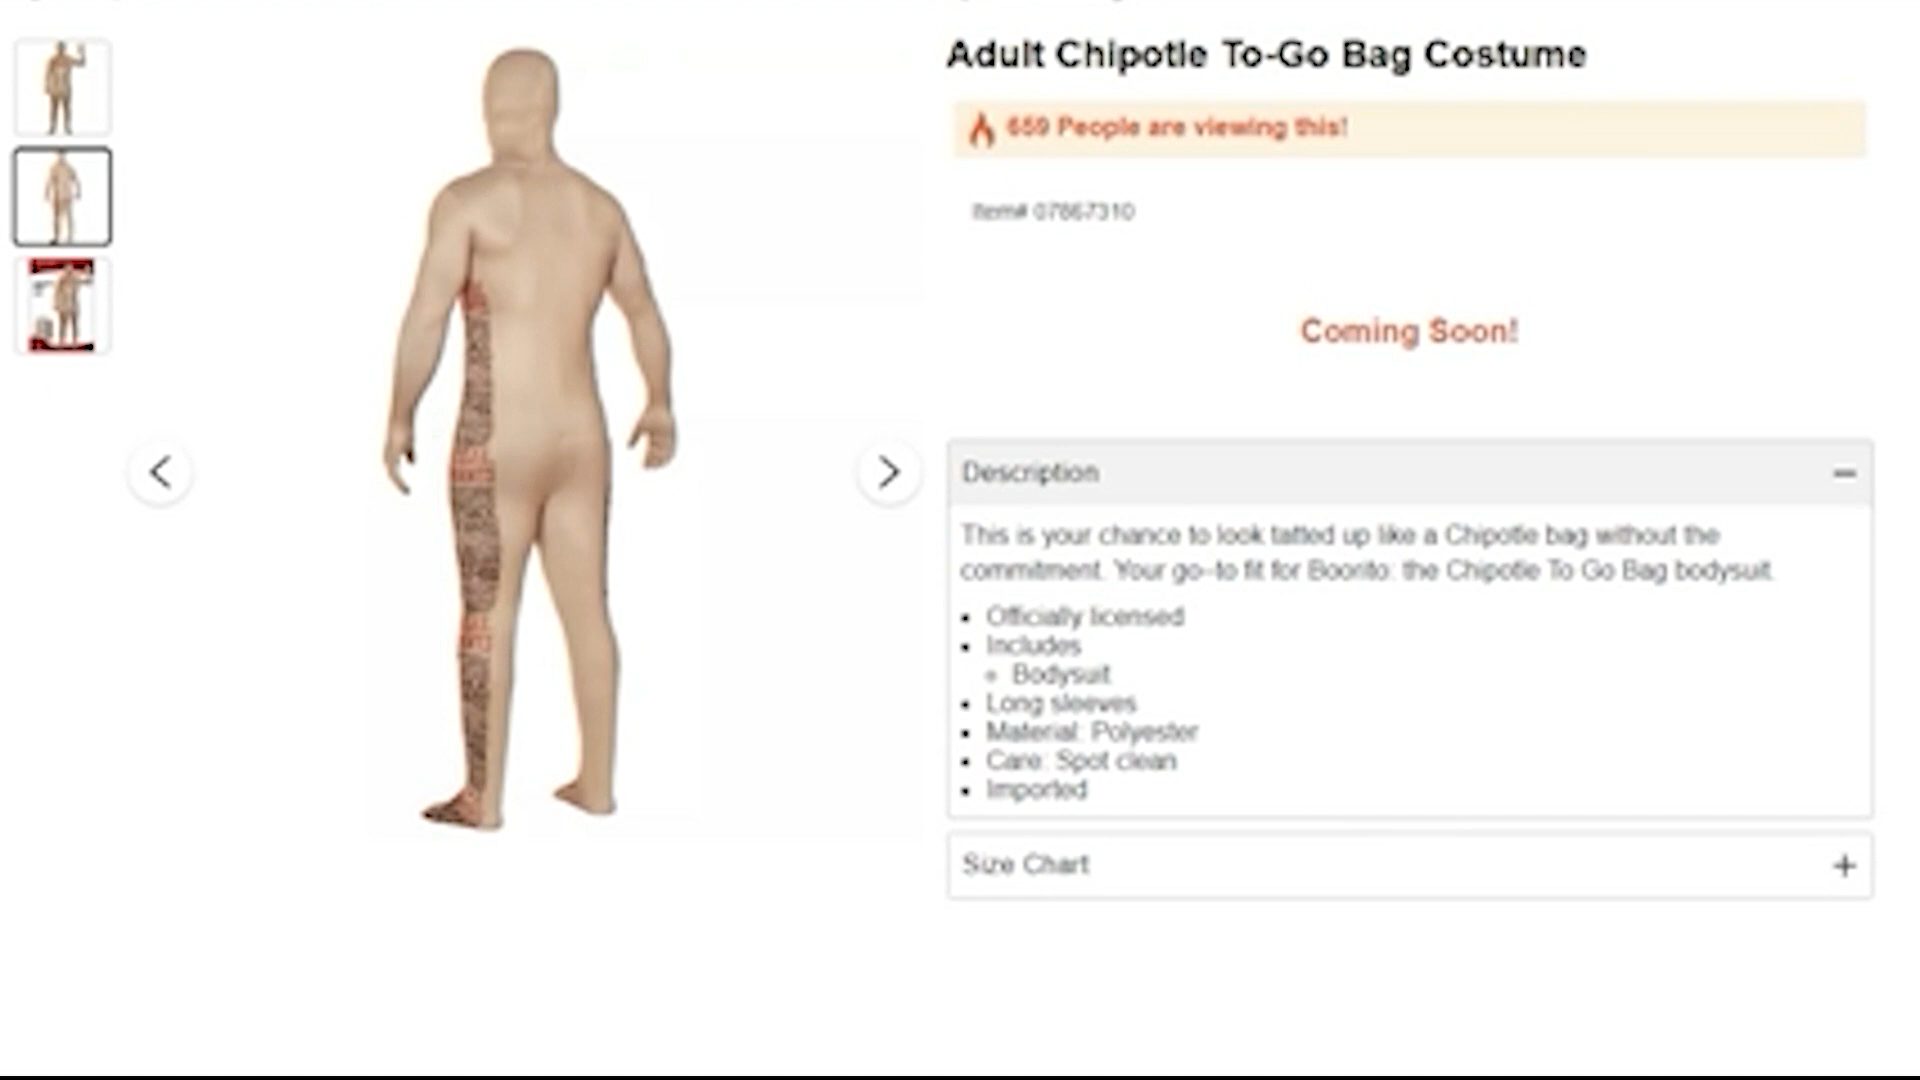 Adult Chipotle To-Go Bag Costume
659 People are viewing this!
Item# 07867310
Coming Soon!
Description
This is your chance to look tatted up like a Chipotle bag without the
commitment. Your go-to fit for Boorito: the Chipotle To Go Bag bodysuit.
Officially licensed
Includes
Bodysuit
Long sleeves
Material: Polyester
Care: Spot clean
Imported
Size Chart